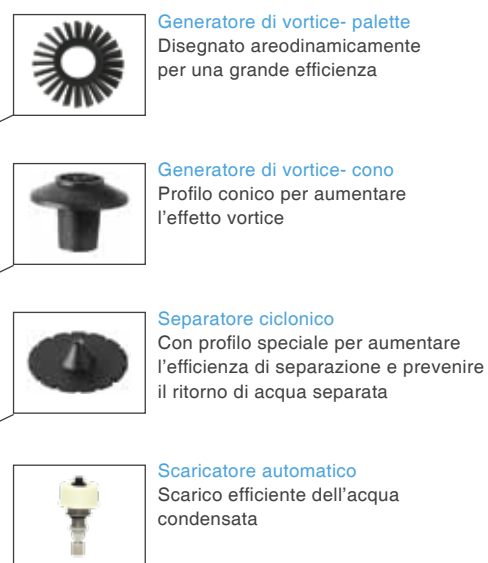 Generatore di vortice- palette
Disegnato areodinamicamente
per una grande efficienza
Generatore di vortice- cono
Profilo conico per aumentare
l’effetto vortice
Separatore ciclonico
Con profilo speciale per aumentare
l’efficienza di separazione e prevenire
il ritorno di acqua separata
Scaricatore automatico
Scarico efficiente dell’acqua
condensata